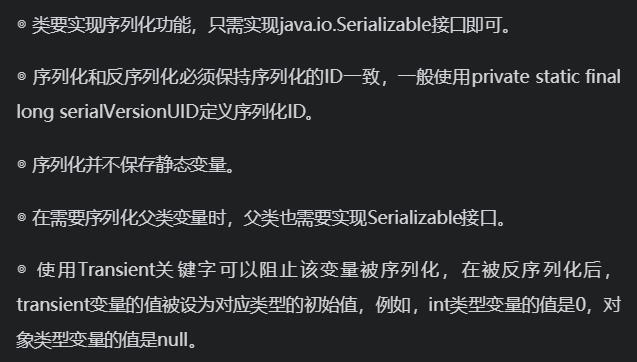 ◎ 类要实现序列化功能，只需实现java.io.Serializable接口即可。
◎ 序列化和反序列化必须保持序列化的ID一致，一般使用private static final
long serialVersionUID定义序列化ID。
◎ 序列化并不保存静态变量。
◎ 在需要序列化父类变量时，父类也需要实现Serializable接口。
◎ 使用Transient关键字可以阻止该变量被序列化，在被反序列化后，
transient变量的值被设为对应类型的初始值，例如，int类型变量的值是0，对
象类型变量的值是null。